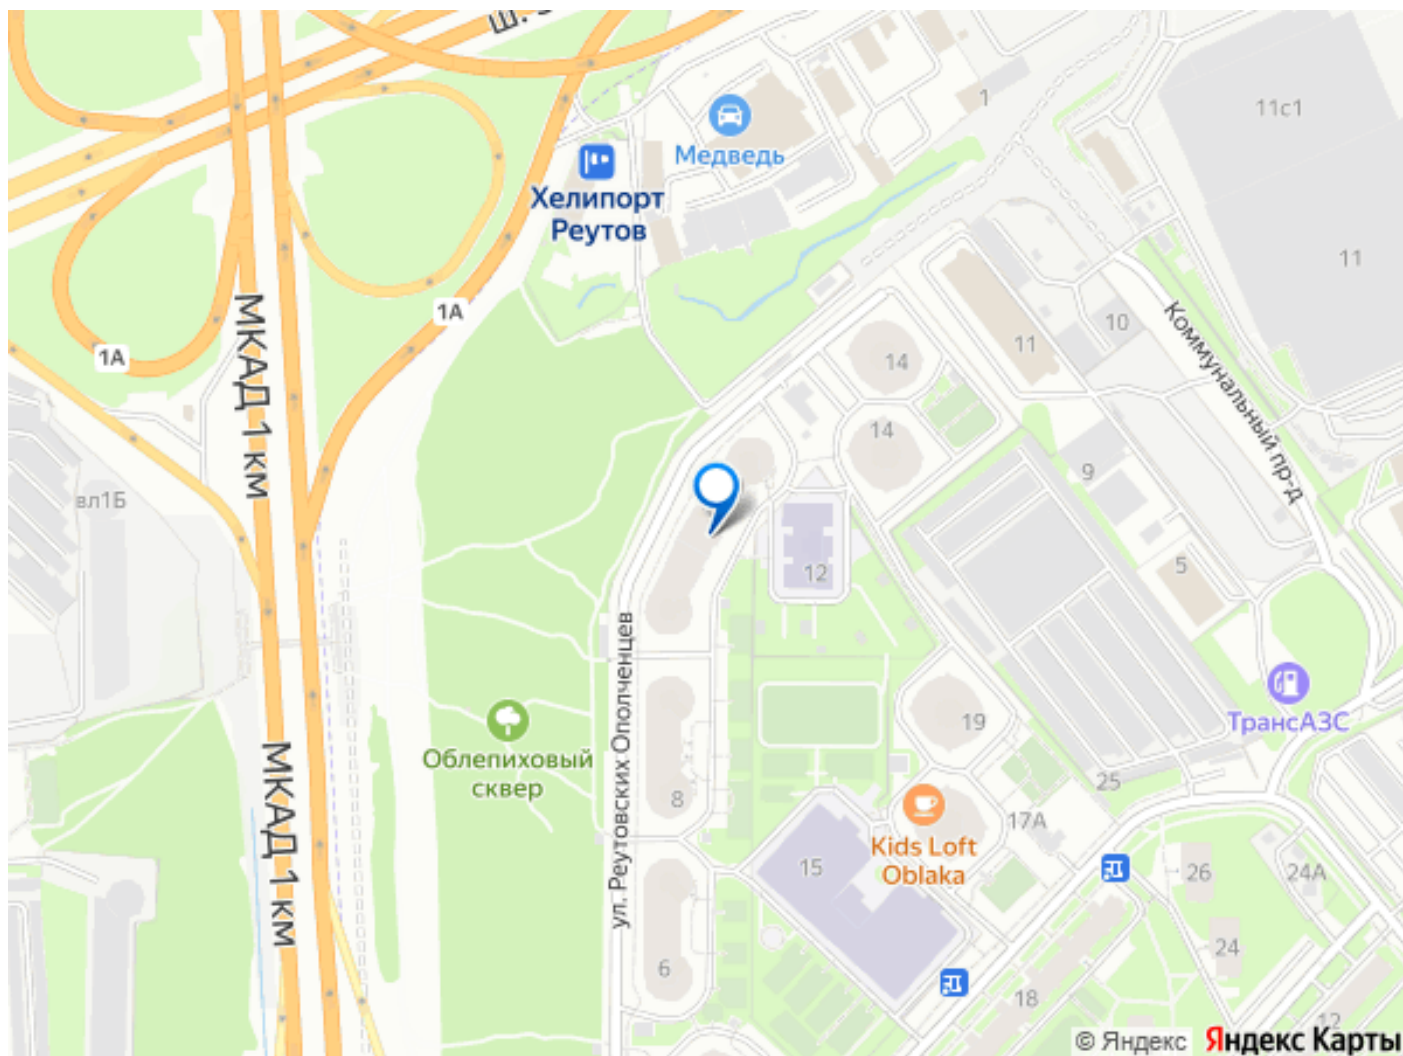 ш.
11с1
1
Медведь
Хелипорт
Реутов
11
1А
МКАД 1 км
1А
Коммунальный пр-д
10
11
14
14
9
вл1Б
5
12
ул. Реутовских Ополченцев
ТрансАЗС
19
Облепиховый
сквер
МКАД 1 км
25
8
17А
Kids Loft
Oblaka
15
26
24А
24
6
18
12
© Яндекс
Яндекс Карты